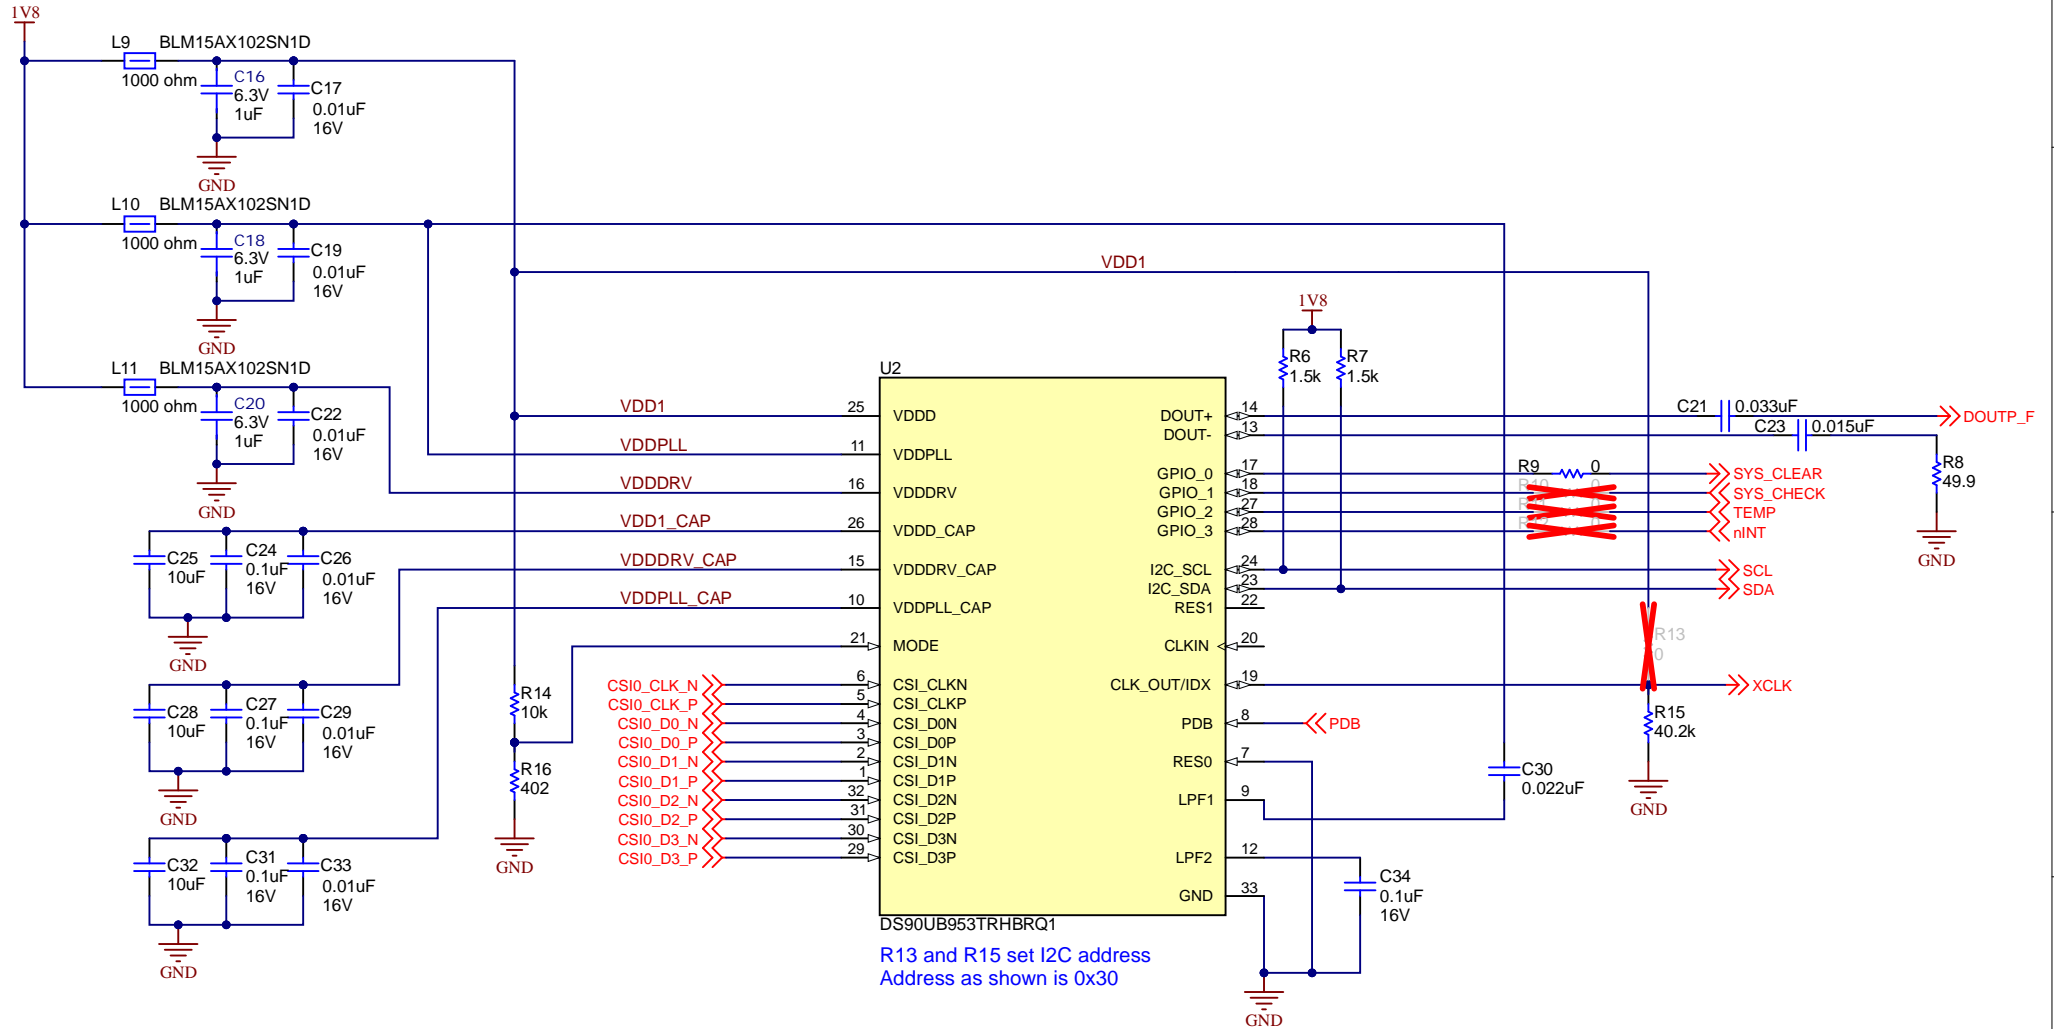 1V8
L9 BLM15AX102SN1D
1000 ohm
C16
6.3V
1uF
C17
0.01uF
16V
GND
L10 BLM15AX102SN1D
1000 ohm
C18
6.3V
1uF
C19
0.01uF
16V
GND
L11 BLM15AX102SN1D
1000 ohm
C20
6.3V
1uF
C22
0.01uF
16V
GND
VDD1
1V8
R6
1.5k
R7
1.5k
U2
VDD1 25 VDDD
VDDPLL 11 VDDPLL
VDDDRV 16 VDDDRV
VDD1_CAP 26 VDDD_CAP
VDDDRV_CAP 15 VDDDRV_CAP
VDDPLL_CAP 10 VDDPLL_CAP
21 MODE
CSI0_CLK_N 6 CSI_CLKN
CSI0_CLK_P 5 CSI_CLKP
CSI0_D0_N 4 CSI_D0N
CSI0_D0_P 3 CSI_D0P
CSI0_D1_N 2 CSI_D1N
CSI0_D1_P 1 CSI_D1P
CSI0_D2_N 32 CSI_D2N
CSI0_D2_P 31 CSI_D2P
CSI0_D3_N 30 CSI_D3N
CSI0_D3_P 29 CSI_D3P
DOUT+ 14 C21 0.033uF DOUTP_F
DOUT- 13 C23 0.015uF
R8
49.9
GND
GPIO_0 17 R9 0 SYS_CLEAR
GPIO_1 18 R10 0 SYS_CHECK
GPIO_2 27 TEMP
GPIO_3 28 nINT
I2C_SCL 24 SCL
I2C_SDA 23 SDA
RES1 22
CLKIN 20
CLK_OUT/IDX 19 XCLK
PDB 8 PDB
RES0 7
LPF1 9
LPF2 12
GND 33
R13
0
R15
40.2k
GND
C30
0.022uF
C34
0.1uF
16V
GND
C25
10uF
C24
0.1uF
16V
C26
0.01uF
16V
GND
C28
10uF
C27
0.1uF
16V
C29
0.01uF
16V
GND
C32
10uF
C31
0.1uF
16V
C33
0.01uF
16V
GND
R14
10k
R16
402
GND
DS90UB953TRHBRQ1
R13 and R15 set I2C address
Address as shown is 0x30